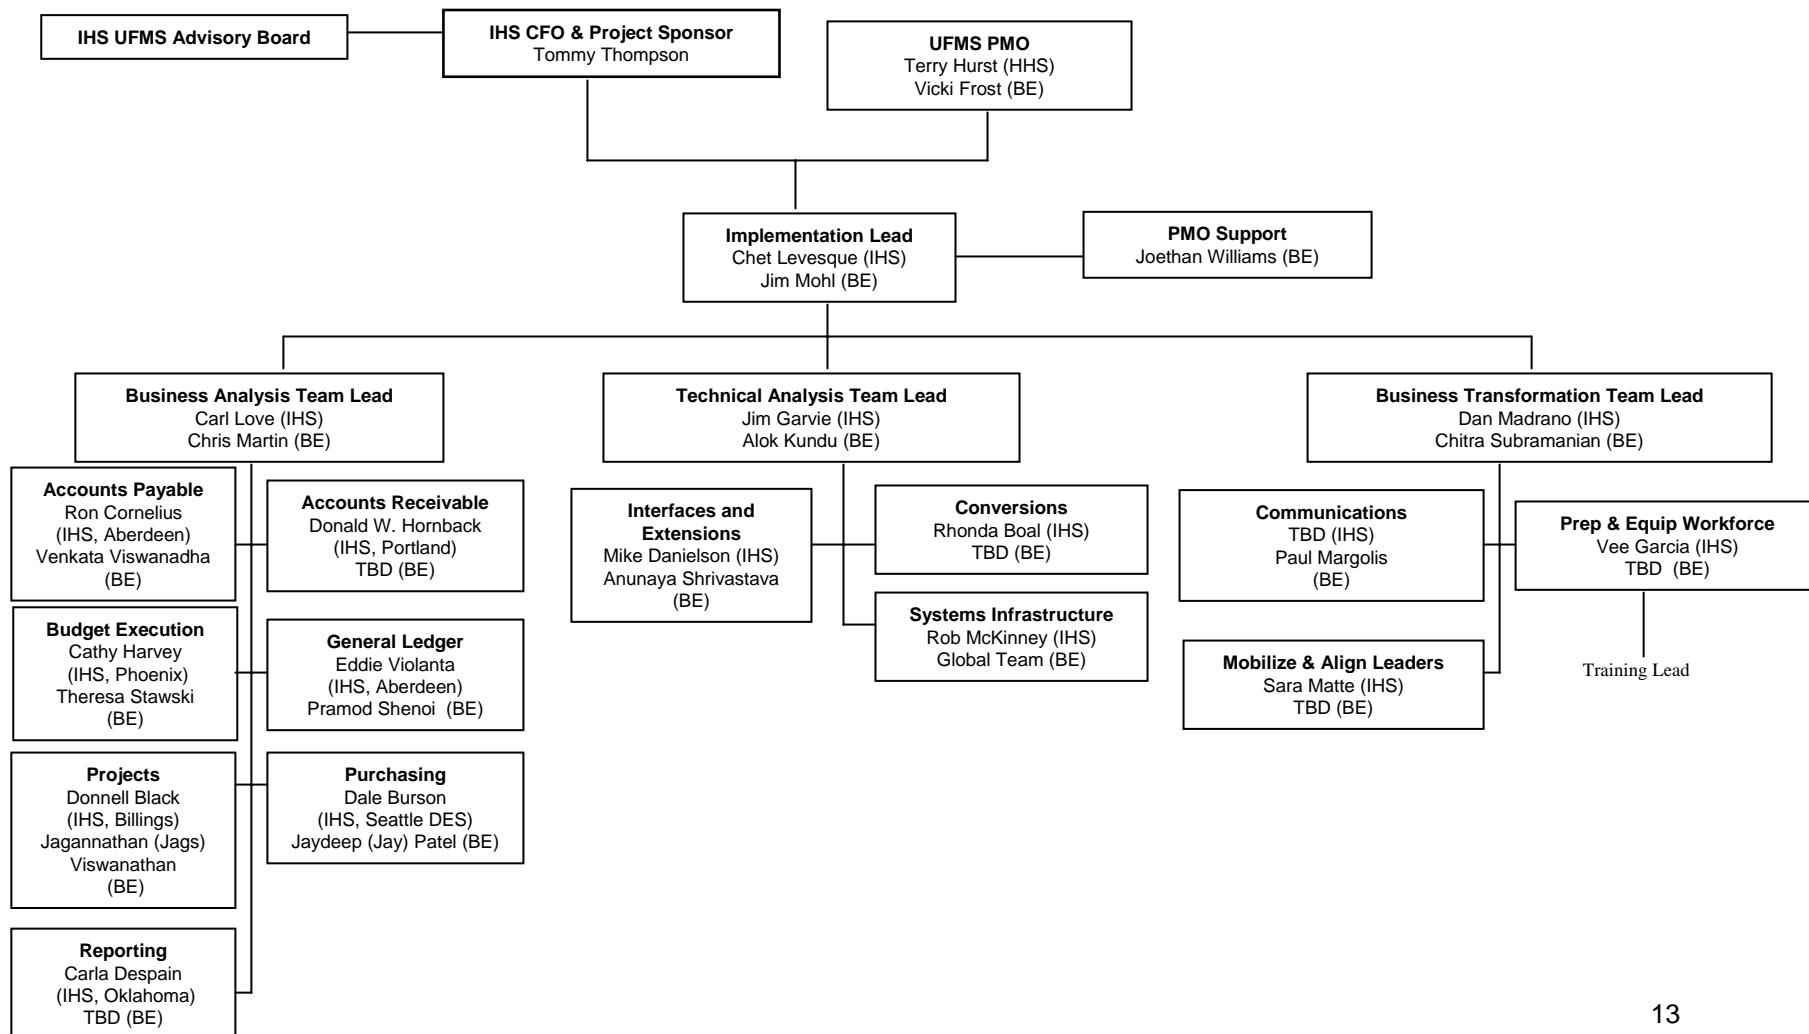 IHS UFMS Advisory Board
IHS CFO & Project Sponsor
Tommy Thompson
UFMS PMO
Terry Hurst (HHS)
Vicki Frost (BE)
Implementation Lead
Chet Levesque (IHS)
Jim Mohl (BE)
PMO Support
Joethan Williams (BE)
Business Analysis Team Lead
Carl Love (IHS)
Chris Martin (BE)
Technical Analysis Team Lead
Jim Garvie (IHS)
Alok Kundu (BE)
Business Transformation Team Lead
Dan Madrano (IHS)
Chitra Subramanian (BE)
Accounts Payable
Ron Cornelius
(IHS, Aberdeen)
Venkata Viswanadha
(BE)
Accounts Receivable
Donald W. Hornback
(IHS, Portland)
TBD (BE)
Budget Execution
Cathy Harvey
(IHS, Phoenix)
Theresa Stawski
(BE)
General Ledger
Eddie Violanta
(IHS, Aberdeen)
Pramod Shenoi (BE)
Projects
Donnell Black
(IHS, Billings)
Jagannathan (Jags)
Viswanathan
(BE)
Purchasing
Dale Burson
(IHS, Seattle DES)
Jaydeep (Jay) Patel (BE)
Reporting
Carla Despain
(IHS, Oklahoma)
TBD (BE)
Interfaces and
Extensions
Mike Danielson (IHS)
Anunaya Shrivastava
(BE)
Conversions
Rhonda Boal (IHS)
TBD (BE)
Systems Infrastructure
Rob McKinney (IHS)
Global Team (BE)
Communications
TBD (IHS)
Paul Margolis
(BE)
Prep & Equip Workforce
Vee Garcia (IHS)
TBD (BE)
Mobilize & Align Leaders
Sara Matte (IHS)
TBD (BE)
Training Lead
13